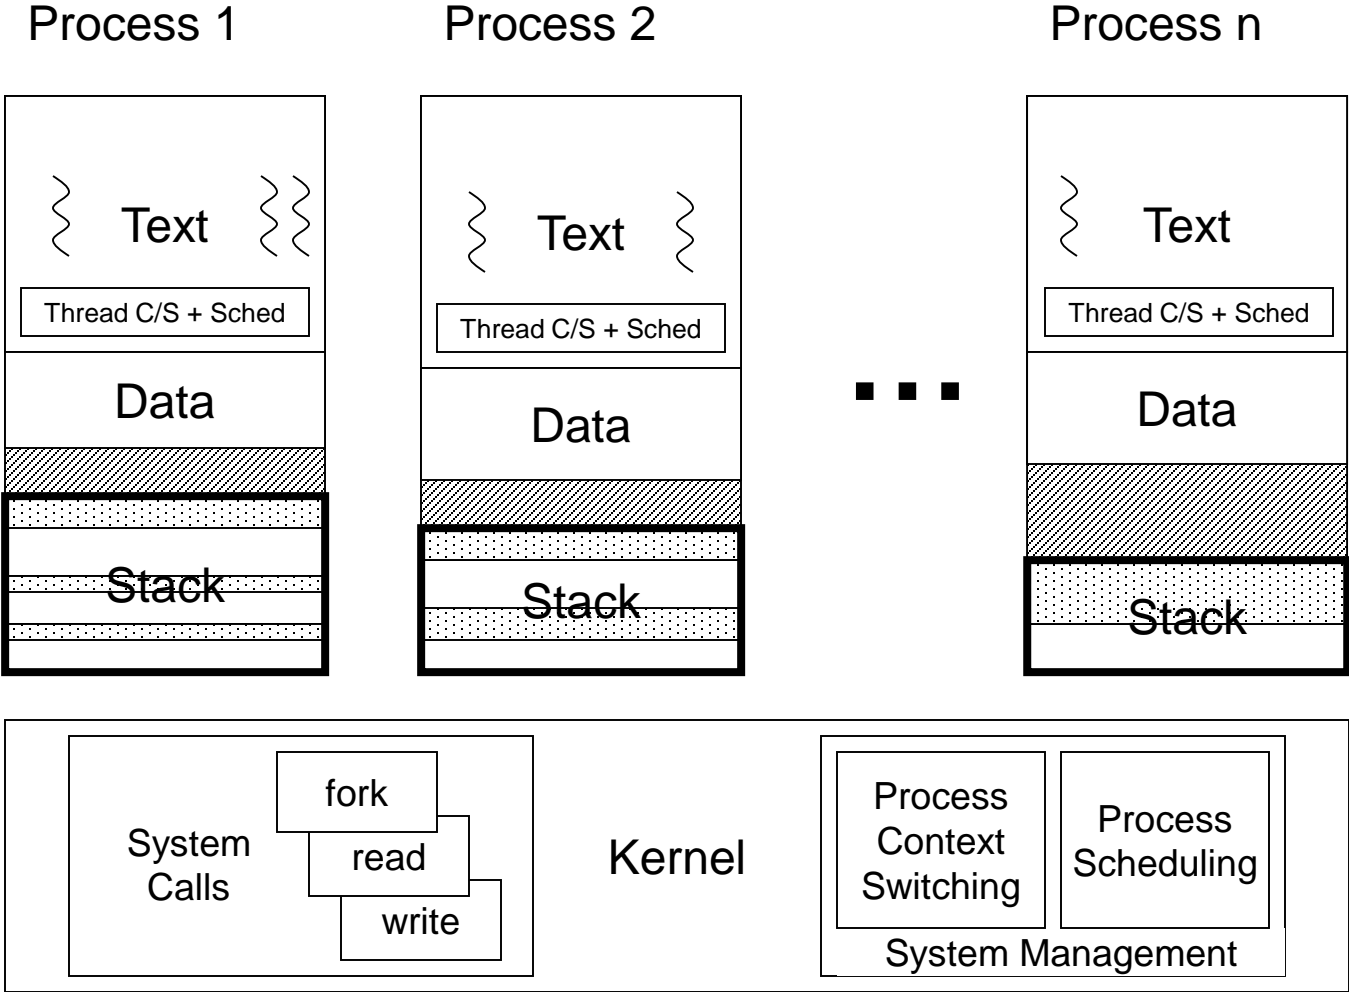 Process 1
Process 2
Process n
Text
Thread C/S + Sched
Data
Stack
Text
Thread C/S + Sched
Data
Stack
Text
Thread C/S + Sched
Data
Stack
System
Calls
fork
read
write
Kernel
Process
Context
Switching
Process
Scheduling
System Management